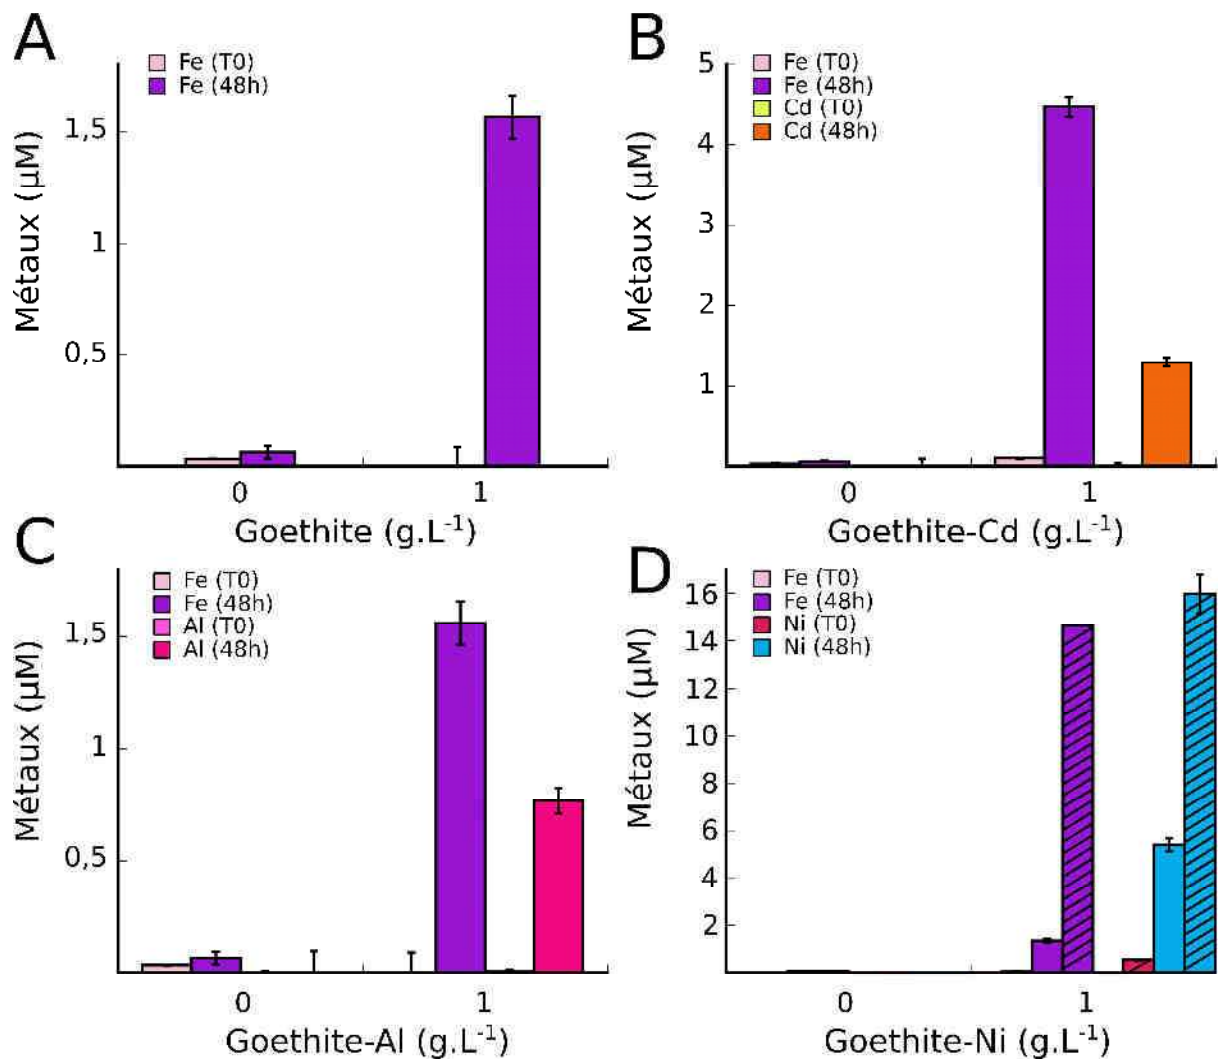 A
Fe (T0)
Fe (48h)
Métaux (µM)
1,5
1
0,5
0
1
Goethite (g.L⁻¹)
B
Fe (T0)
Fe (48h)
Cd (T0)
Cd (48h)
Métaux (µM)
5
4
3
2
1
0
1
Goethite-Cd (g.L⁻¹)
C
Fe (T0)
Fe (48h)
Al (T0)
Al (48h)
Métaux (µM)
1,5
1
0,5
0
1
Goethite-Al (g.L⁻¹)
D
Fe (T0)
Fe (48h)
Ni (T0)
Ni (48h)
Métaux (µM)
16
14
12
10
8
6
4
2
0
1
Goethite-Ni (g.L⁻¹)